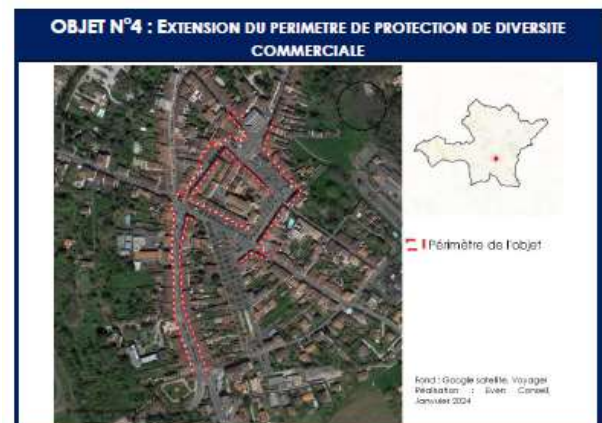 OBJET N°4 : EXTENSION DU PERIMETRE DE PROTECTION DE DIVERSITE
COMMERCIALE
Périmètre de l'objet
Fond : Google satellite, Voyager
Réalisation : Even Conseil,
Janvier 2024